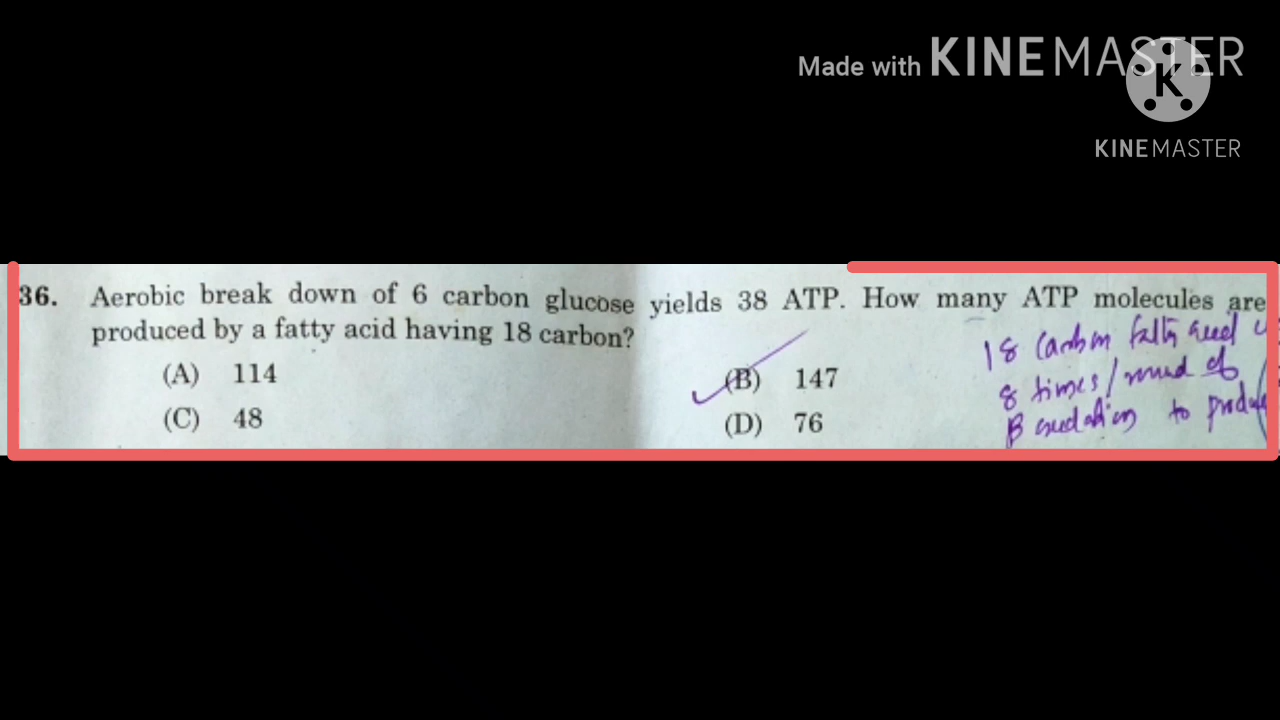 Made with KINEMASTER
K
KINEMASTER
36. Aerobic break down of 6 carbon glucose yields 38 ATP. How many ATP molecules are
produced by a fatty acid having 18 carbon?
(A) 114
(B) 147
(C) 48
(D) 76
18 Carbon fatty acid
8 times/round of
β oxidation to produ